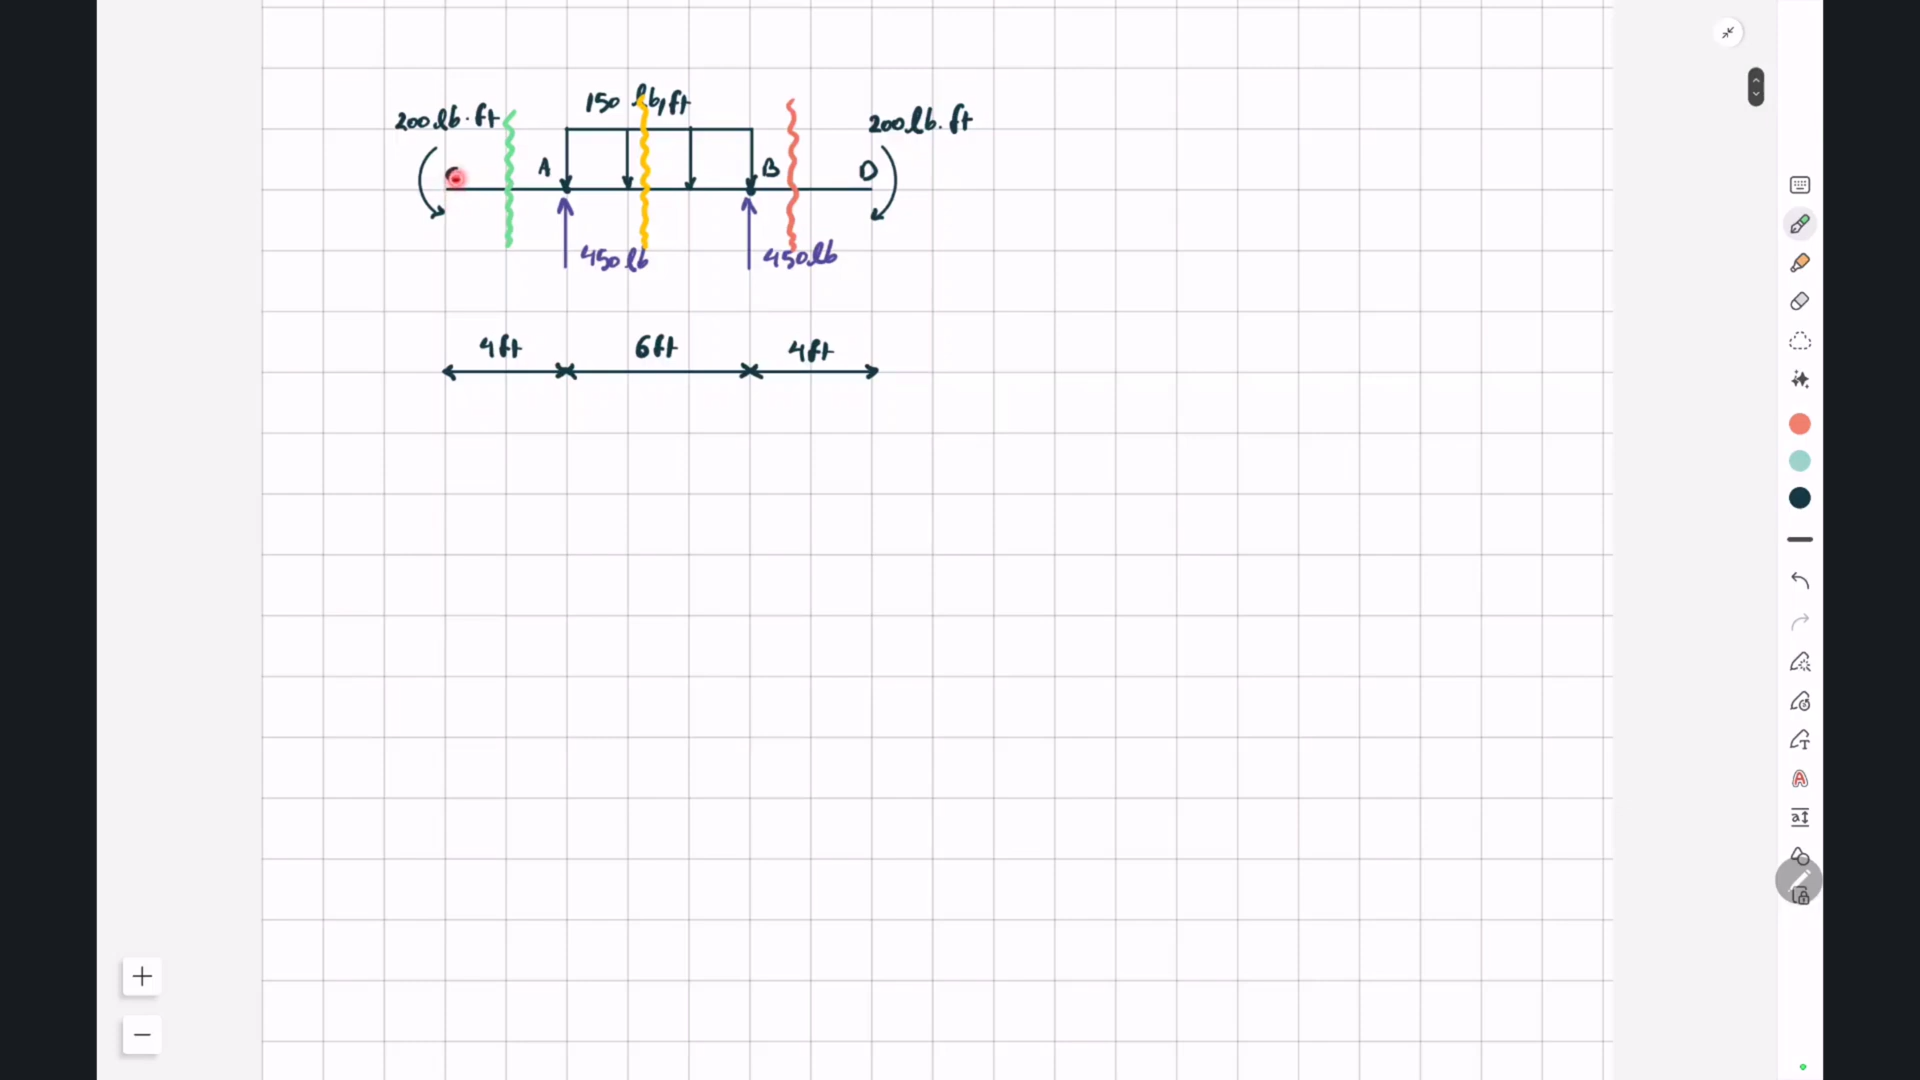 150 lb/ft
200 lb·ft
200 lb.ft
A
B
D
450 lb
450 lb
4 ft
6 ft
4 ft